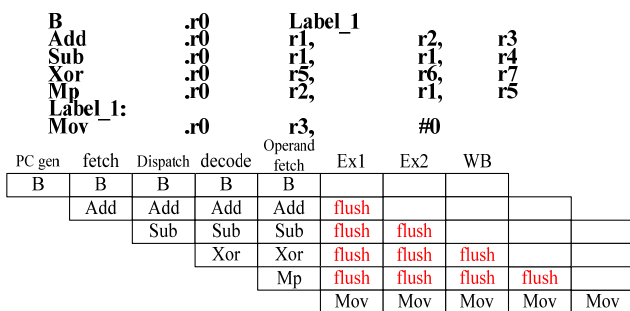 B .r0 Label_1
Add .r0 r1, r2, r3
Sub .r0 r1, r1, r4
Xor .r0 r5, r6, r7
Mp .r0 r2, r1, r5
Label_1:
Mov .r0 r3, #0
PC gen fetch Dispatch decode Operand fetch Ex1 Ex2 WB
B B B B B
Add Add Add Add flush
Sub Sub Sub flush flush
Xor Xor flush flush flush
Mp flush flush flush flush
Mov Mov Mov Mov Mov